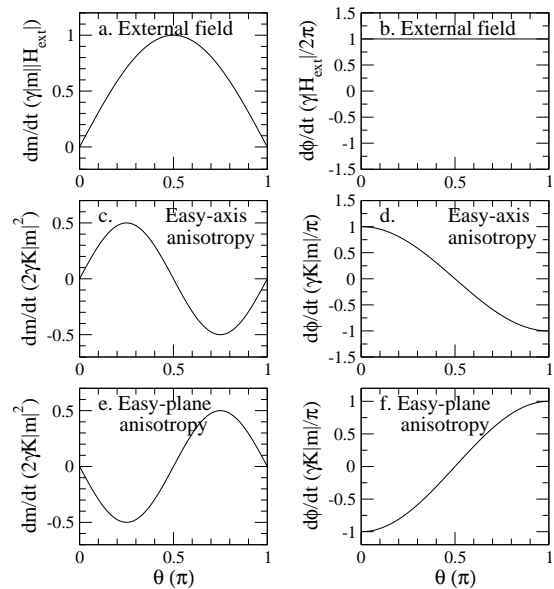 a. External field
dm/dt (γ|m||H_ext|)
1
0
0 0.5 1
b. External field
dϕ/dt (γ|H_ext|/2π)
1.5
1
0.5
0
-0.5
-1
-1.5
0 0.5 1
c. Easy-axis
anisotropy
dm/dt (2γK|m|²)
0.5
0
-0.5
0 0.5 1
d. Easy-axis
anisotropy
dϕ/dt (γK|m|/π)
1.5
1
0.5
0
-0.5
-1
-1.5
0 0.5 1
e. Easy-plane
anisotropy
dm/dt (2γK|m|²)
0.5
0
-0.5
0 0.5 1
θ (π)
f. Easy-plane
anisotropy
dϕ/dt (γK|m|/π)
1
0.5
0
-0.5
-1
0 0.5 1
θ (π)